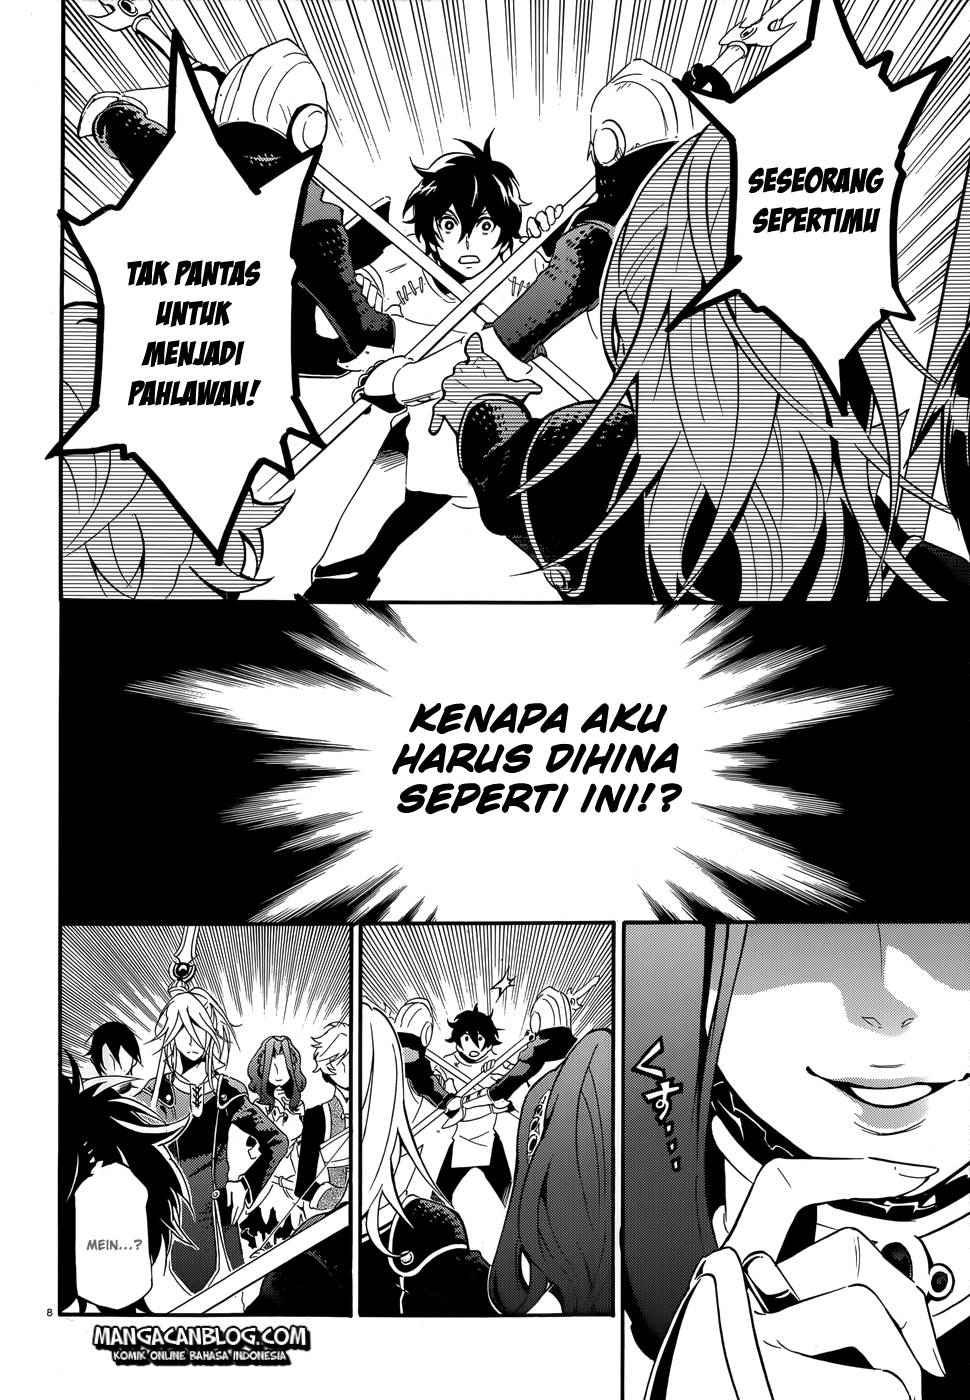 SESEORANG
SEPERTIMU
TAK PANTAS
UNTUK
MENJADI
PAHLAWAN!
KENAPA AKU
HARUS DIHINA
SEPERTI INI!?
くす...
MEIN...?
8
MANGACANBLOG.COM
KOMIK ONLINE BAHASA INDONESIA